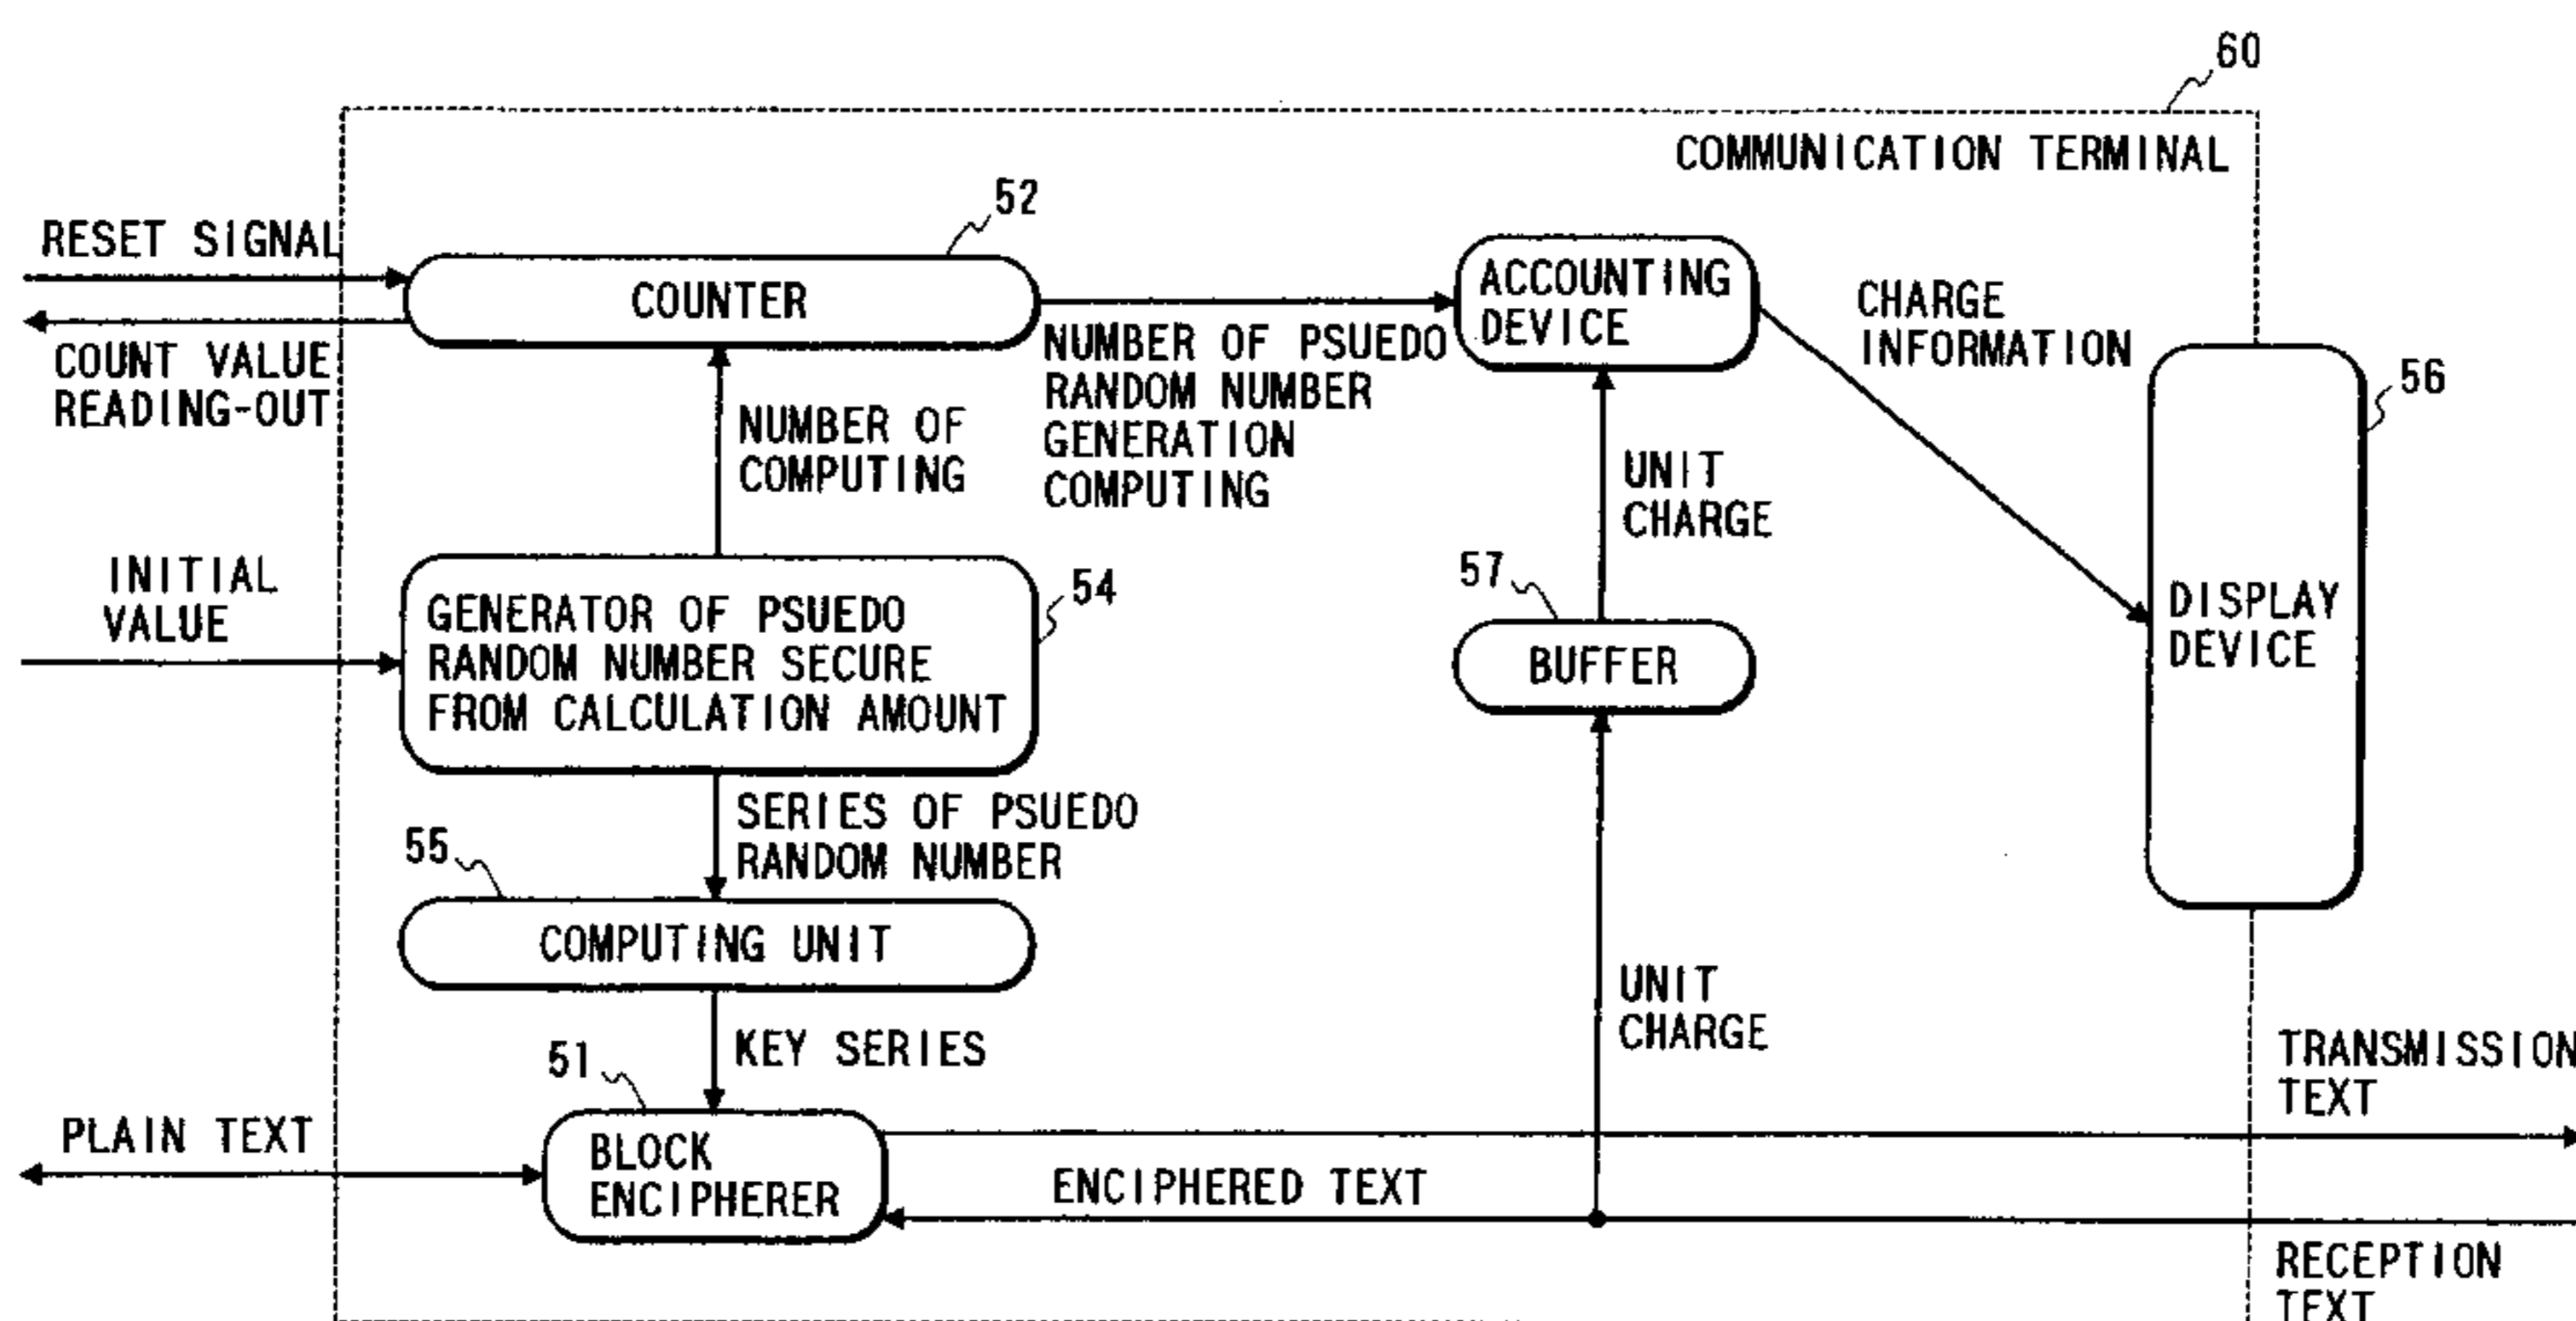 60
COMMUNICATION TERMINAL
52
RESET SIGNAL
COUNTER
ACCOUNTING
DEVICE
CHARGE
INFORMATION
COUNT VALUE
READING-OUT
NUMBER OF PSUEDO
RANDOM NUMBER
GENERATION
COMPUTING
56
NUMBER OF
COMPUTING
UNIT
CHARGE
INITIAL
VALUE
57
54
GENERATOR OF PSUEDO
RANDOM NUMBER SECURE
FROM CALCULATION AMOUNT
BUFFER
DISPLAY
DEVICE
SERIES OF PSUEDO
RANDOM NUMBER
55
COMPUTING UNIT
UNIT
CHARGE
KEY SERIES
51
TRANSMISSION
TEXT
PLAIN TEXT
BLOCK
ENCIPHERER
ENCIPHERED TEXT
RECEPTION
TEXT